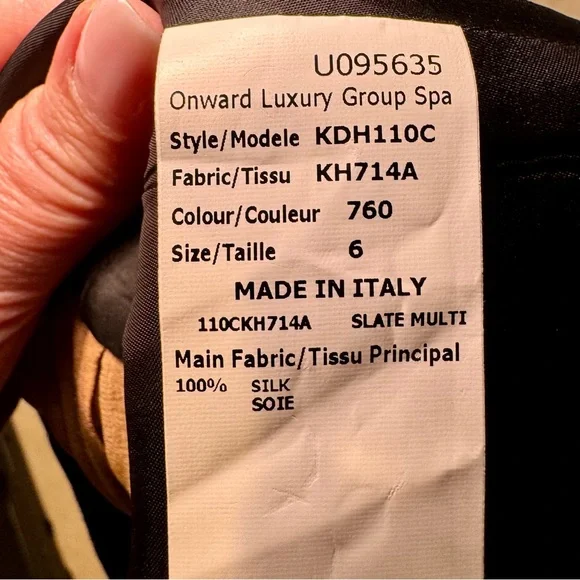 U095635
Onward Luxury Group Spa
Style/Modele KDH110C
Fabric/Tissu KH714A
Colour/Couleur 760
Size/Taille 6
MADE IN ITALY
110CKH714A SLATE MULTI
Main Fabric/Tissu Principal
100% SILK
SOIE